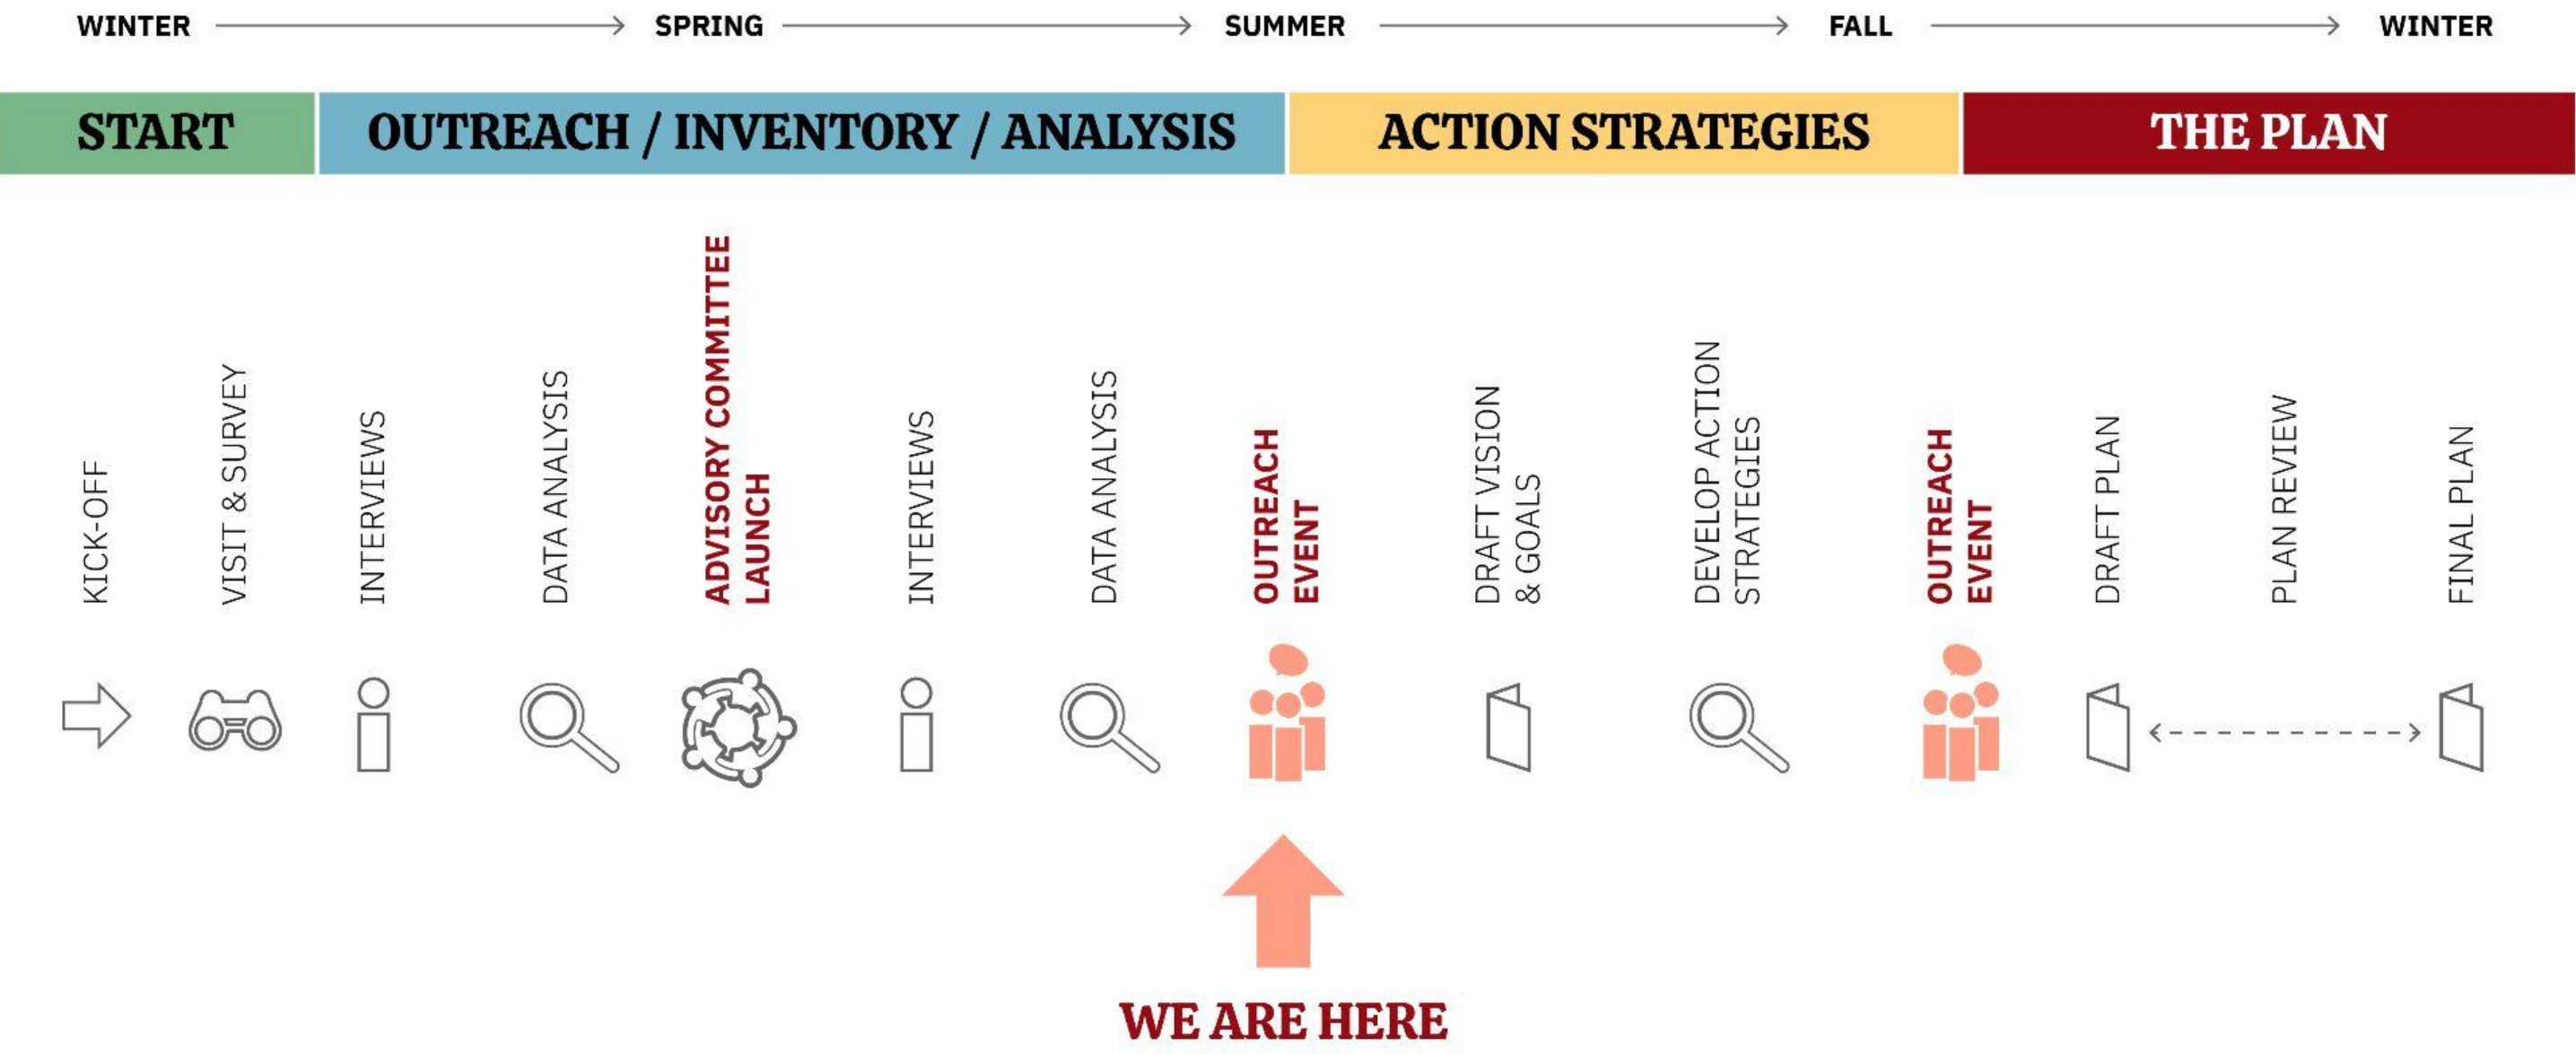 WINTER SPRING SUMMER FALL WINTER
START OUTREACH / INVENTORY / ANALYSIS ACTION STRATEGIES THE PLAN
KICK-OFF
VISIT & SURVEY
INTERVIEWS
DATA ANALYSIS
ADVISORY COMMITTEE
LAUNCH
INTERVIEWS
DATA ANALYSIS
OUTREACH
EVENT
DRAFT VISION
& GOALS
DEVELOP ACTION
STRATEGIES
OUTREACH
EVENT
DRAFT PLAN
PLAN REVIEW
FINAL PLAN
WE ARE HERE